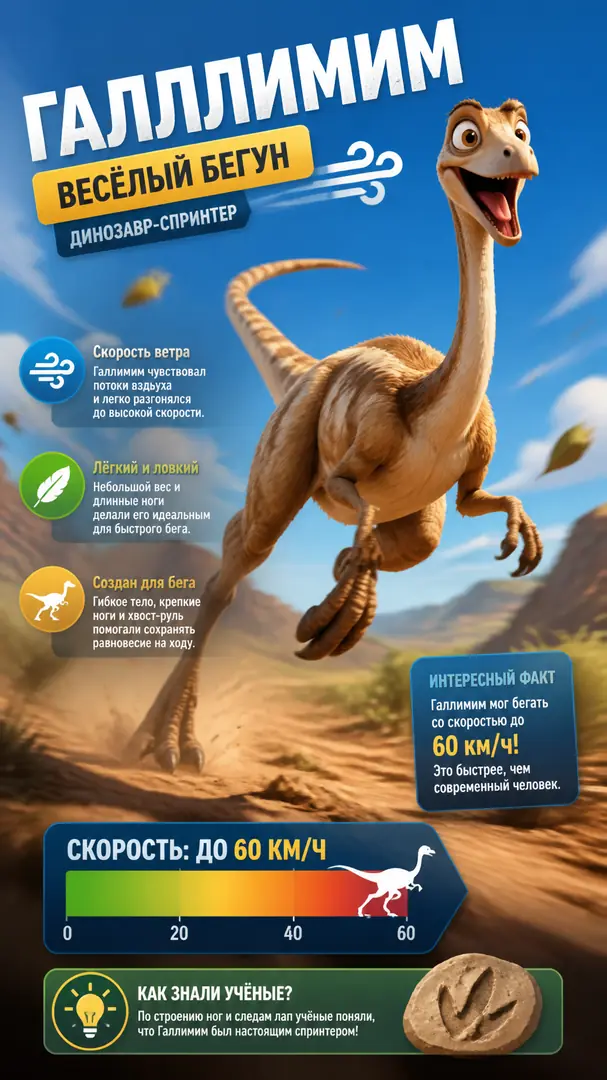 ГАЛЛЛИМИМ
ВЕСЁЛЫЙ БЕГУН
ДИНОЗАВР-СПРИНТЕР
Скорость ветра
Галлимим чувствовал
потоки вздьуха
и легко разгонялся
до высокой скорости.
Лёгкий и ловкий
Небольшой вес и
длинные ноги
делали его идеальным
для быстрого бега.
Создан для бега
Гибкое тело, крепкие
ноги и хвост-руль
помогали сохранять
равновесие на ходу.
ИНТЕРЕСНЫЙ ФАКТ
Галлимим мог бегать
со скоростью до
60 км/ч!
Это быстрее, чем
современный человек.
СКОРОСТЬ: ДО 60 КМ/Ч
0 20 40 60
КАК ЗНАЛИ УЧЁНЫЕ?
По строению ног и следам лап учёные поняли,
что Галлимим был настоящим спринтером!